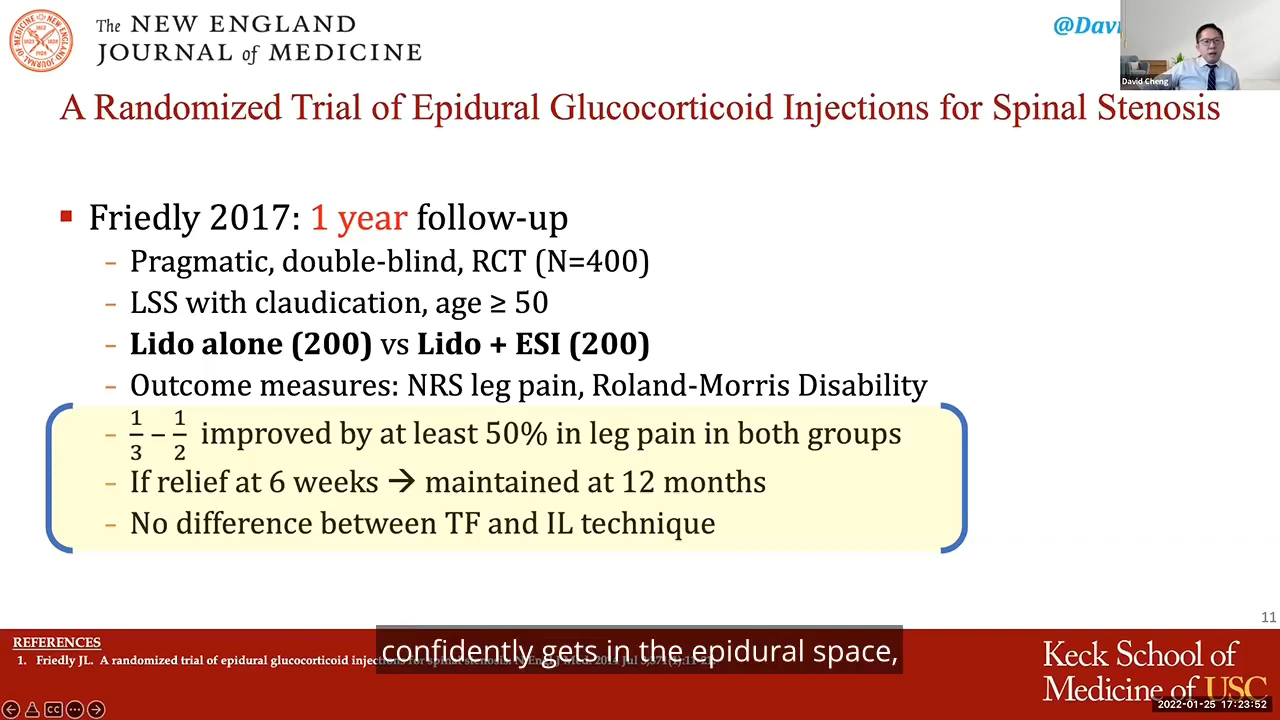 The NEW ENGLAND
JOURNAL of MEDICINE
@Davi
David Cheng
A Randomized Trial of Epidural Glucocorticoid Injections for Spinal Stenosis
▪ Friedly 2017: 1 year follow-up
– Pragmatic, double-blind, RCT (N=400)
– LSS with claudication, age ≥ 50
– Lido alone (200) vs Lido + ESI (200)
– Outcome measures: NRS leg pain, Roland-Morris Disability
– 1/3 – 1/2 improved by at least 50% in leg pain in both groups
– If relief at 6 weeks → maintained at 12 months
– No difference between TF and IL technique
11
REFERENCES
1. Friedly JL. A randomized trial of epidural glucocorticoid injections for spinal stenosis.
confidently gets in the epidural space,
Keck School of
Medicine of USC
CC
2022-01-25 17:23:52